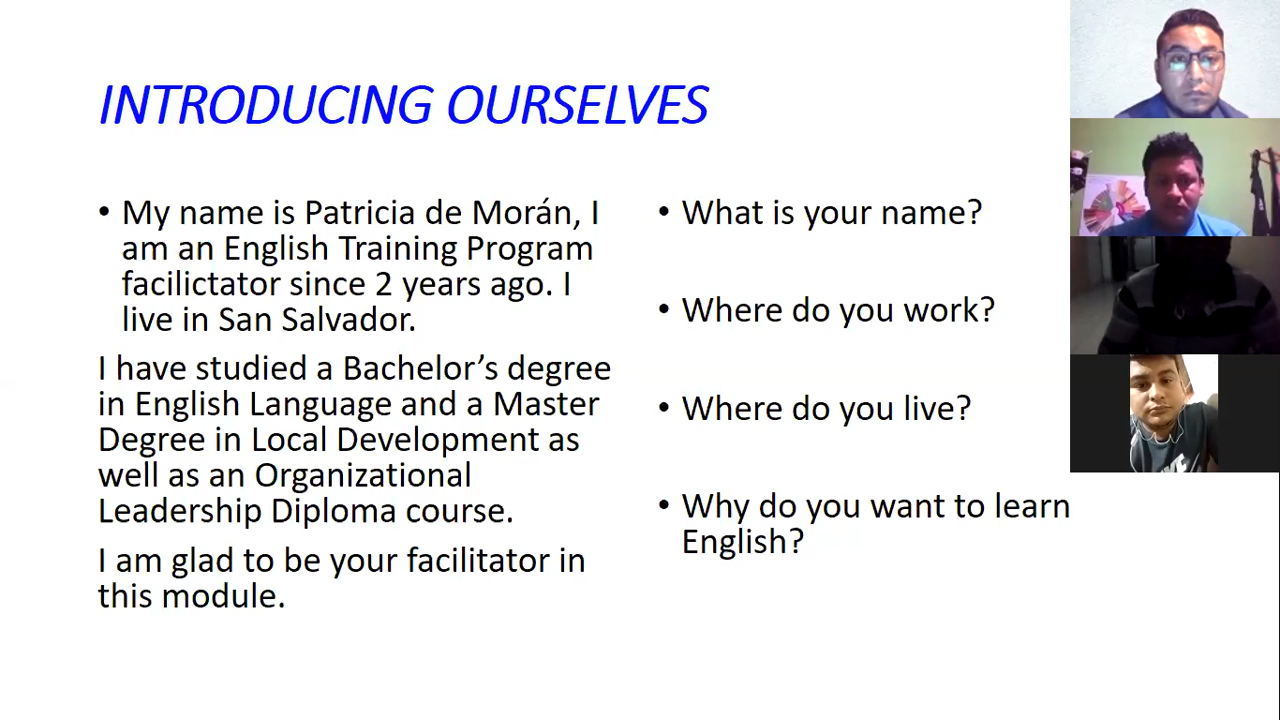 INTRODUCING OURSELVES
• My name is Patricia de Morán, I
am an English Training Program
facilictator since 2 years ago. I
live in San Salvador.
I have studied a Bachelor’s degree
in English Language and a Master
Degree in Local Development as
well as an Organizational
Leadership Diploma course.
I am glad to be your facilitator in
this module.
• What is your name?
• Where do you work?
• Where do you live?
• Why do you want to learn
English?